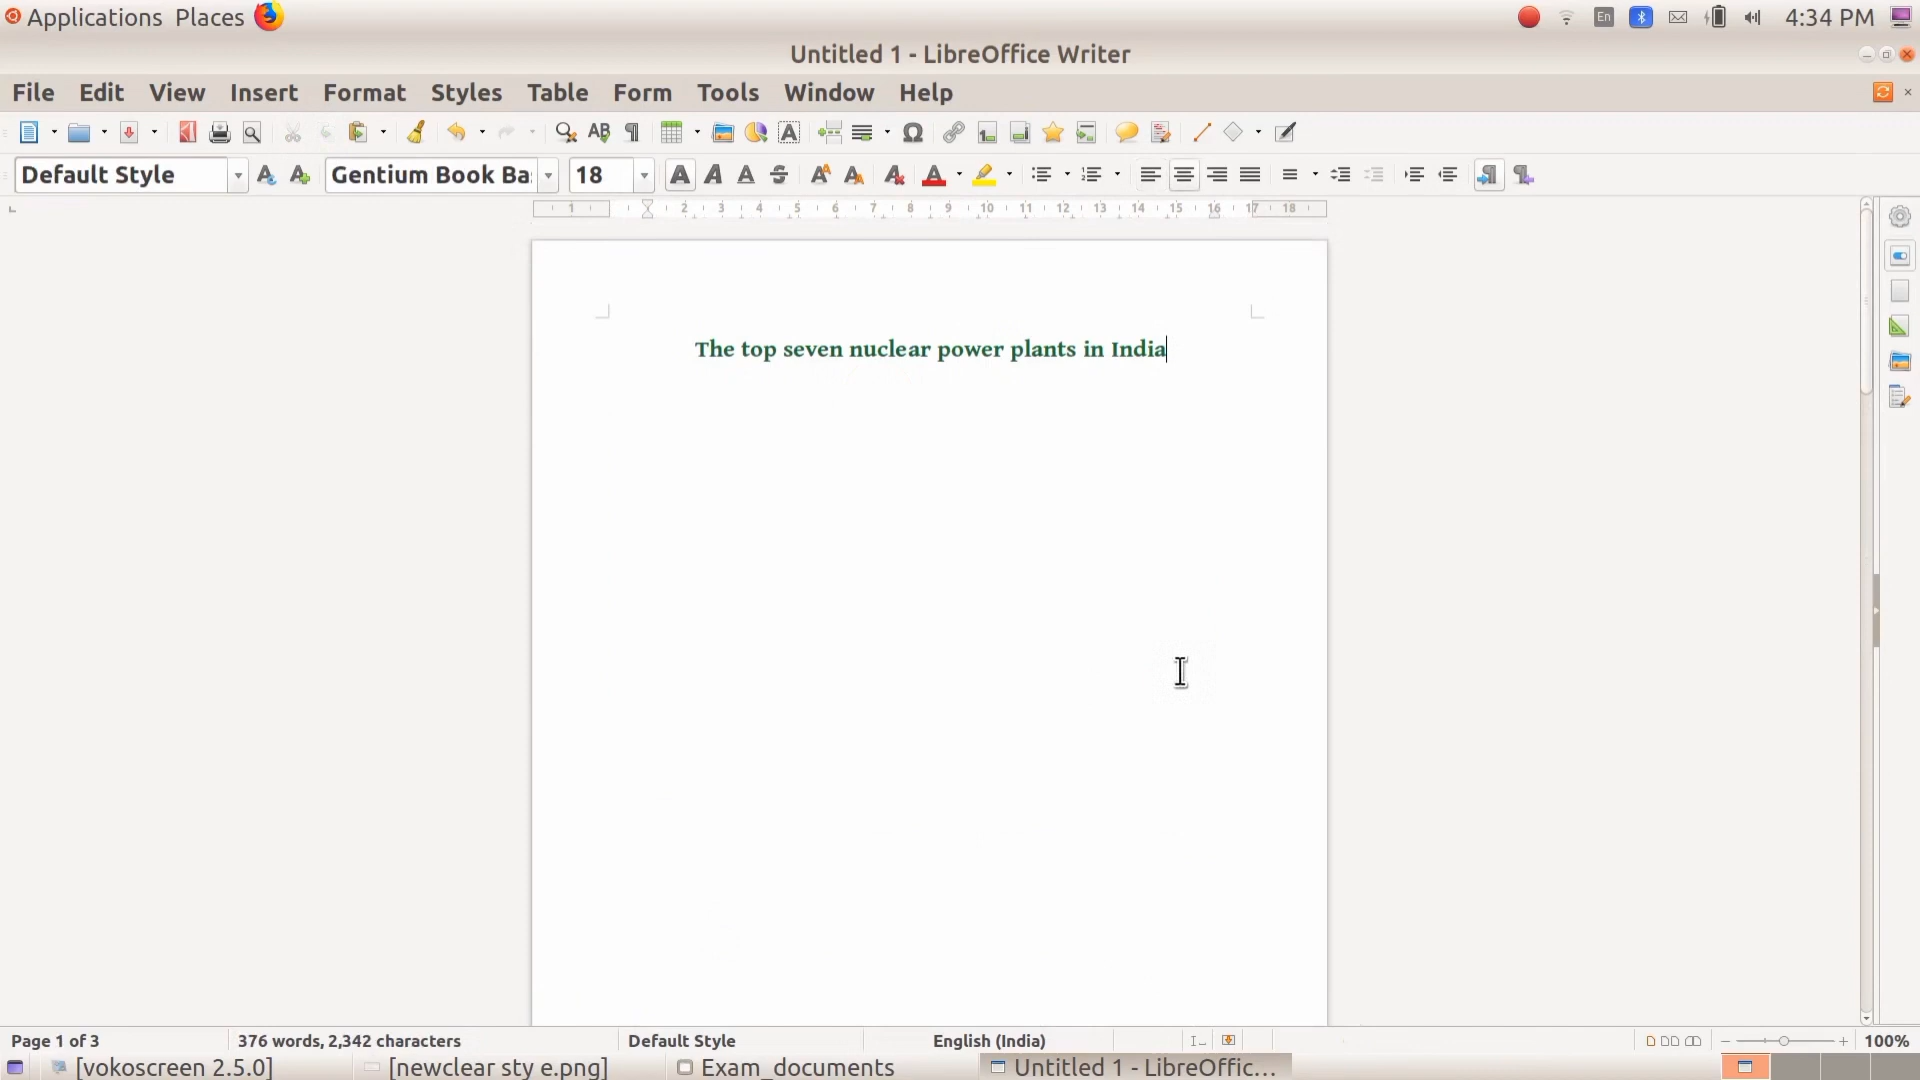 Applications Places En 4:34 PM
Untitled 1 - LibreOffice Writer
File Edit View Insert Format Styles Table Form Tools Window Help
Default Style Gentium Book Ba 18
1 2 3 4 5 6 7 8 9 10 11 12 13 14 15 16 17 18
The top seven nuclear power plants in India
Page 1 of 3 376 words, 2,342 characters Default Style English (India) 100%
[vokoscreen 2.5.0] [newclear sty e.png] Exam_documents Untitled 1 - LibreOffic...